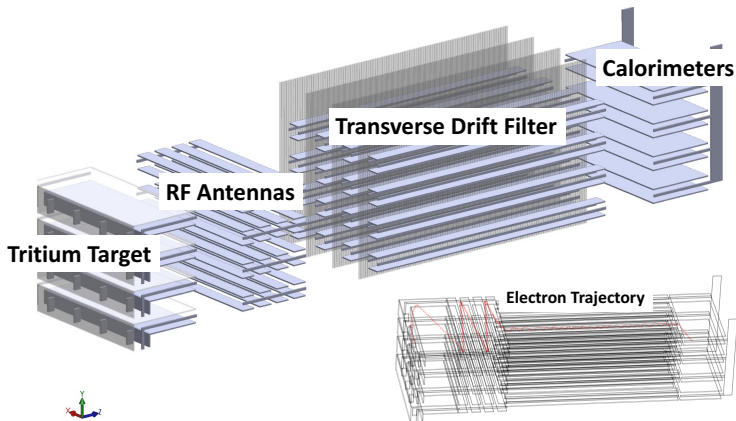 Calorimeters
Transverse Drift Filter
RF Antennas
Tritium Target
Electron Trajectory
Y
X
Z